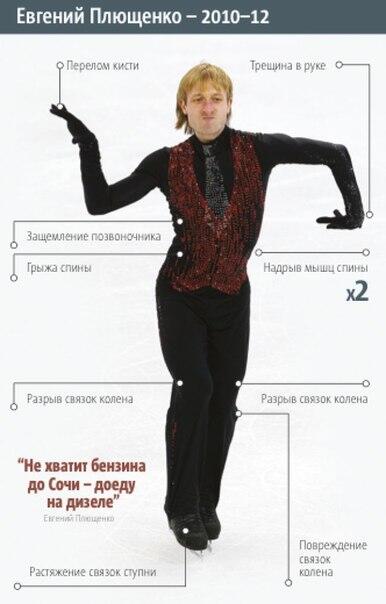 Евгений Плющенко – 2010–12
Перелом кисти
Трещина в руке
Защемление позвоночника
Грыжа спины
Надрыв мышц спины
x2
Разрыв связок колена
Разрыв связок колена
“Не хватит бензина
до Сочи – доеду
на дизеле”
Евгений Плющенко
Повреждение
связок
колена
Растяжение связок ступни